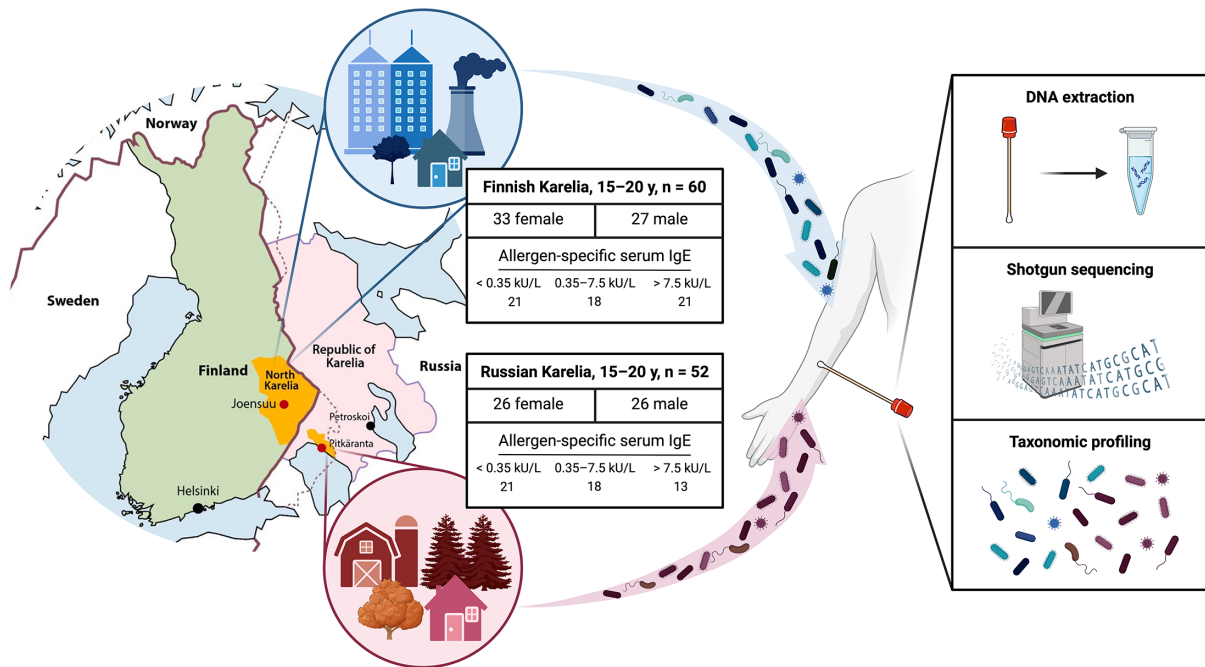 Norway
Sweden
Finland
North
Karelia
Joensuu
Helsinki
Republic of
Karelia
Russia
Petroskoi
Pitkäranta
Finnish Karelia, 15–20 y, n = 60
33 female
27 male
Allergen-specific serum IgE
< 0.35 kU/L 0.35–7.5 kU/L > 7.5 kU/L
21 18 21
Russian Karelia, 15–20 y, n = 52
26 female
26 male
Allergen-specific serum IgE
< 0.35 kU/L 0.35–7.5 kU/L > 7.5 kU/L
21 18 13
DNA extraction
Shotgun sequencing
Taxonomic profiling